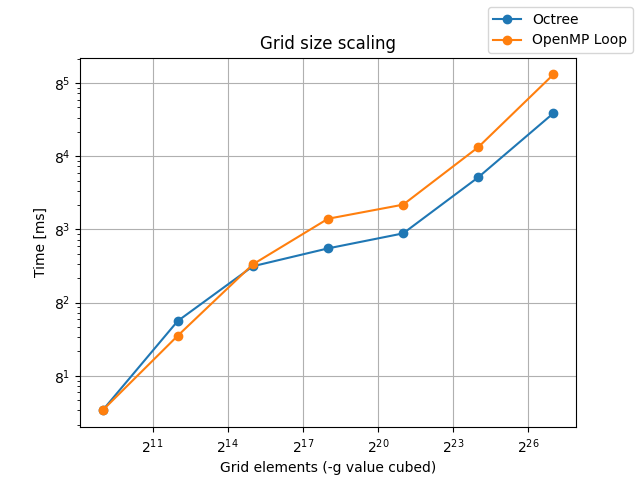 Octree
OpenMP Loop
Grid size scaling
8^5
8^4
8^3
8^2
8^1
Time [ms]
2^11 2^14 2^17 2^20 2^23 2^26
Grid elements (-g value cubed)